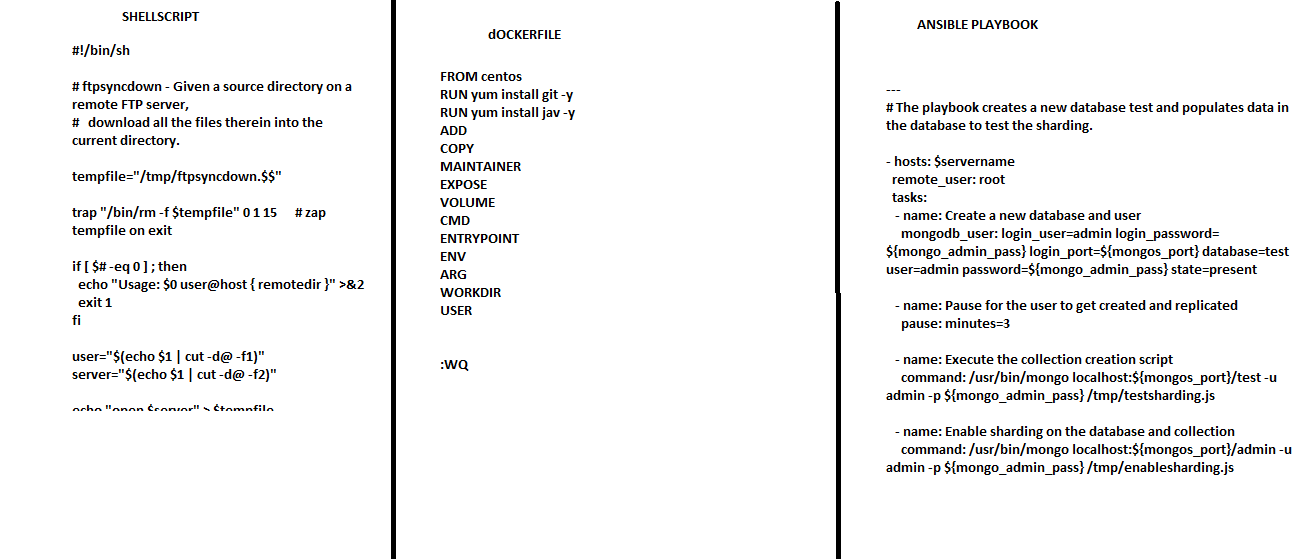 SHELLSCRIPT
#!/bin/sh
# ftpsyncdown - Given a source directory on a
remote FTP server,
#   download all the files therein into the
current directory.
tempfile="/tmp/ftpsyncdown.$$"
trap "/bin/rm -f $tempfile" 0 1 15     # zap
tempfile on exit
if [ $# -eq 0 ] ; then
  echo "Usage: $0 user@host { remotedir }" >&2
  exit 1
fi
user="$(echo $1 | cut -d@ -f1)"
server="$(echo $1 | cut -d@ -f2)"
echo "open $server" > $tempfile
dOCKERFILE
FROM centos
RUN yum install git -y
RUN yum install jav -y
ADD
COPY
MAINTAINER
EXPOSE
VOLUME
CMD
ENTRYPOINT
ENV
ARG
WORKDIR
USER
:WQ
ANSIBLE PLAYBOOK
---
# The playbook creates a new database test and populates data in
the database to test the sharding.
- hosts: $servername
  remote_user: root
  tasks:
   - name: Create a new database and user
     mongodb_user: login_user=admin login_password=
${mongo_admin_pass} login_port=${mongos_port} database=test
user=admin password=${mongo_admin_pass} state=present
   - name: Pause for the user to get created and replicated
     pause: minutes=3
   - name: Execute the collection creation script
     command: /usr/bin/mongo localhost:${mongos_port}/test -u
admin -p ${mongo_admin_pass} /tmp/testsharding.js
   - name: Enable sharding on the database and collection
     command: /usr/bin/mongo localhost:${mongos_port}/admin -u
admin -p ${mongo_admin_pass} /tmp/enablesharding.js